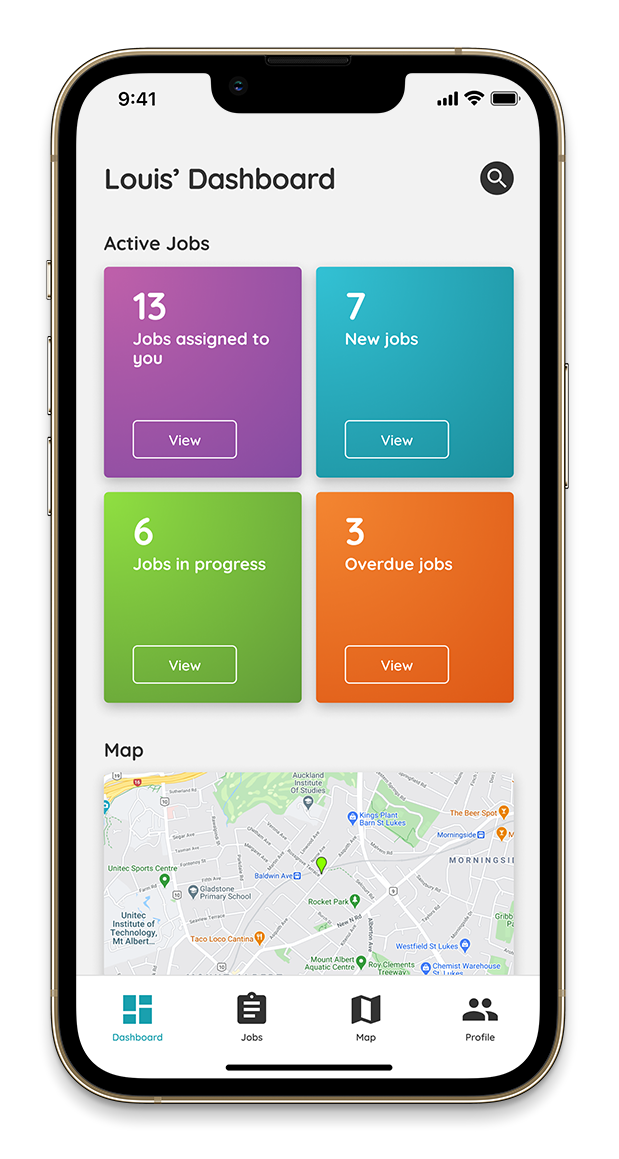 9:41
Louis’ Dashboard
Active Jobs
13
Jobs assigned to
you
View
7
New jobs
View
6
Jobs in progress
View
3
Overdue jobs
View
Map
Auckland
Institute
Of Studies
Sutherland Rd
Kings Plant
Barn St Lukes
The Beer Spot
Morningside
MORNINGSI
Unitec Sports Centre
Baldwin Ave
Gladstone
Primary School
Rocket Park
New N Rd
Unitec
Institute of
Technology,
Mt Albert...
Taco Loco Cantina
Westfield St Lukes
Mount Albert
Aquatic Centre
Roy Clements
Treeway
Chemist Warehouse
Dashboard
Jobs
Map
Profile